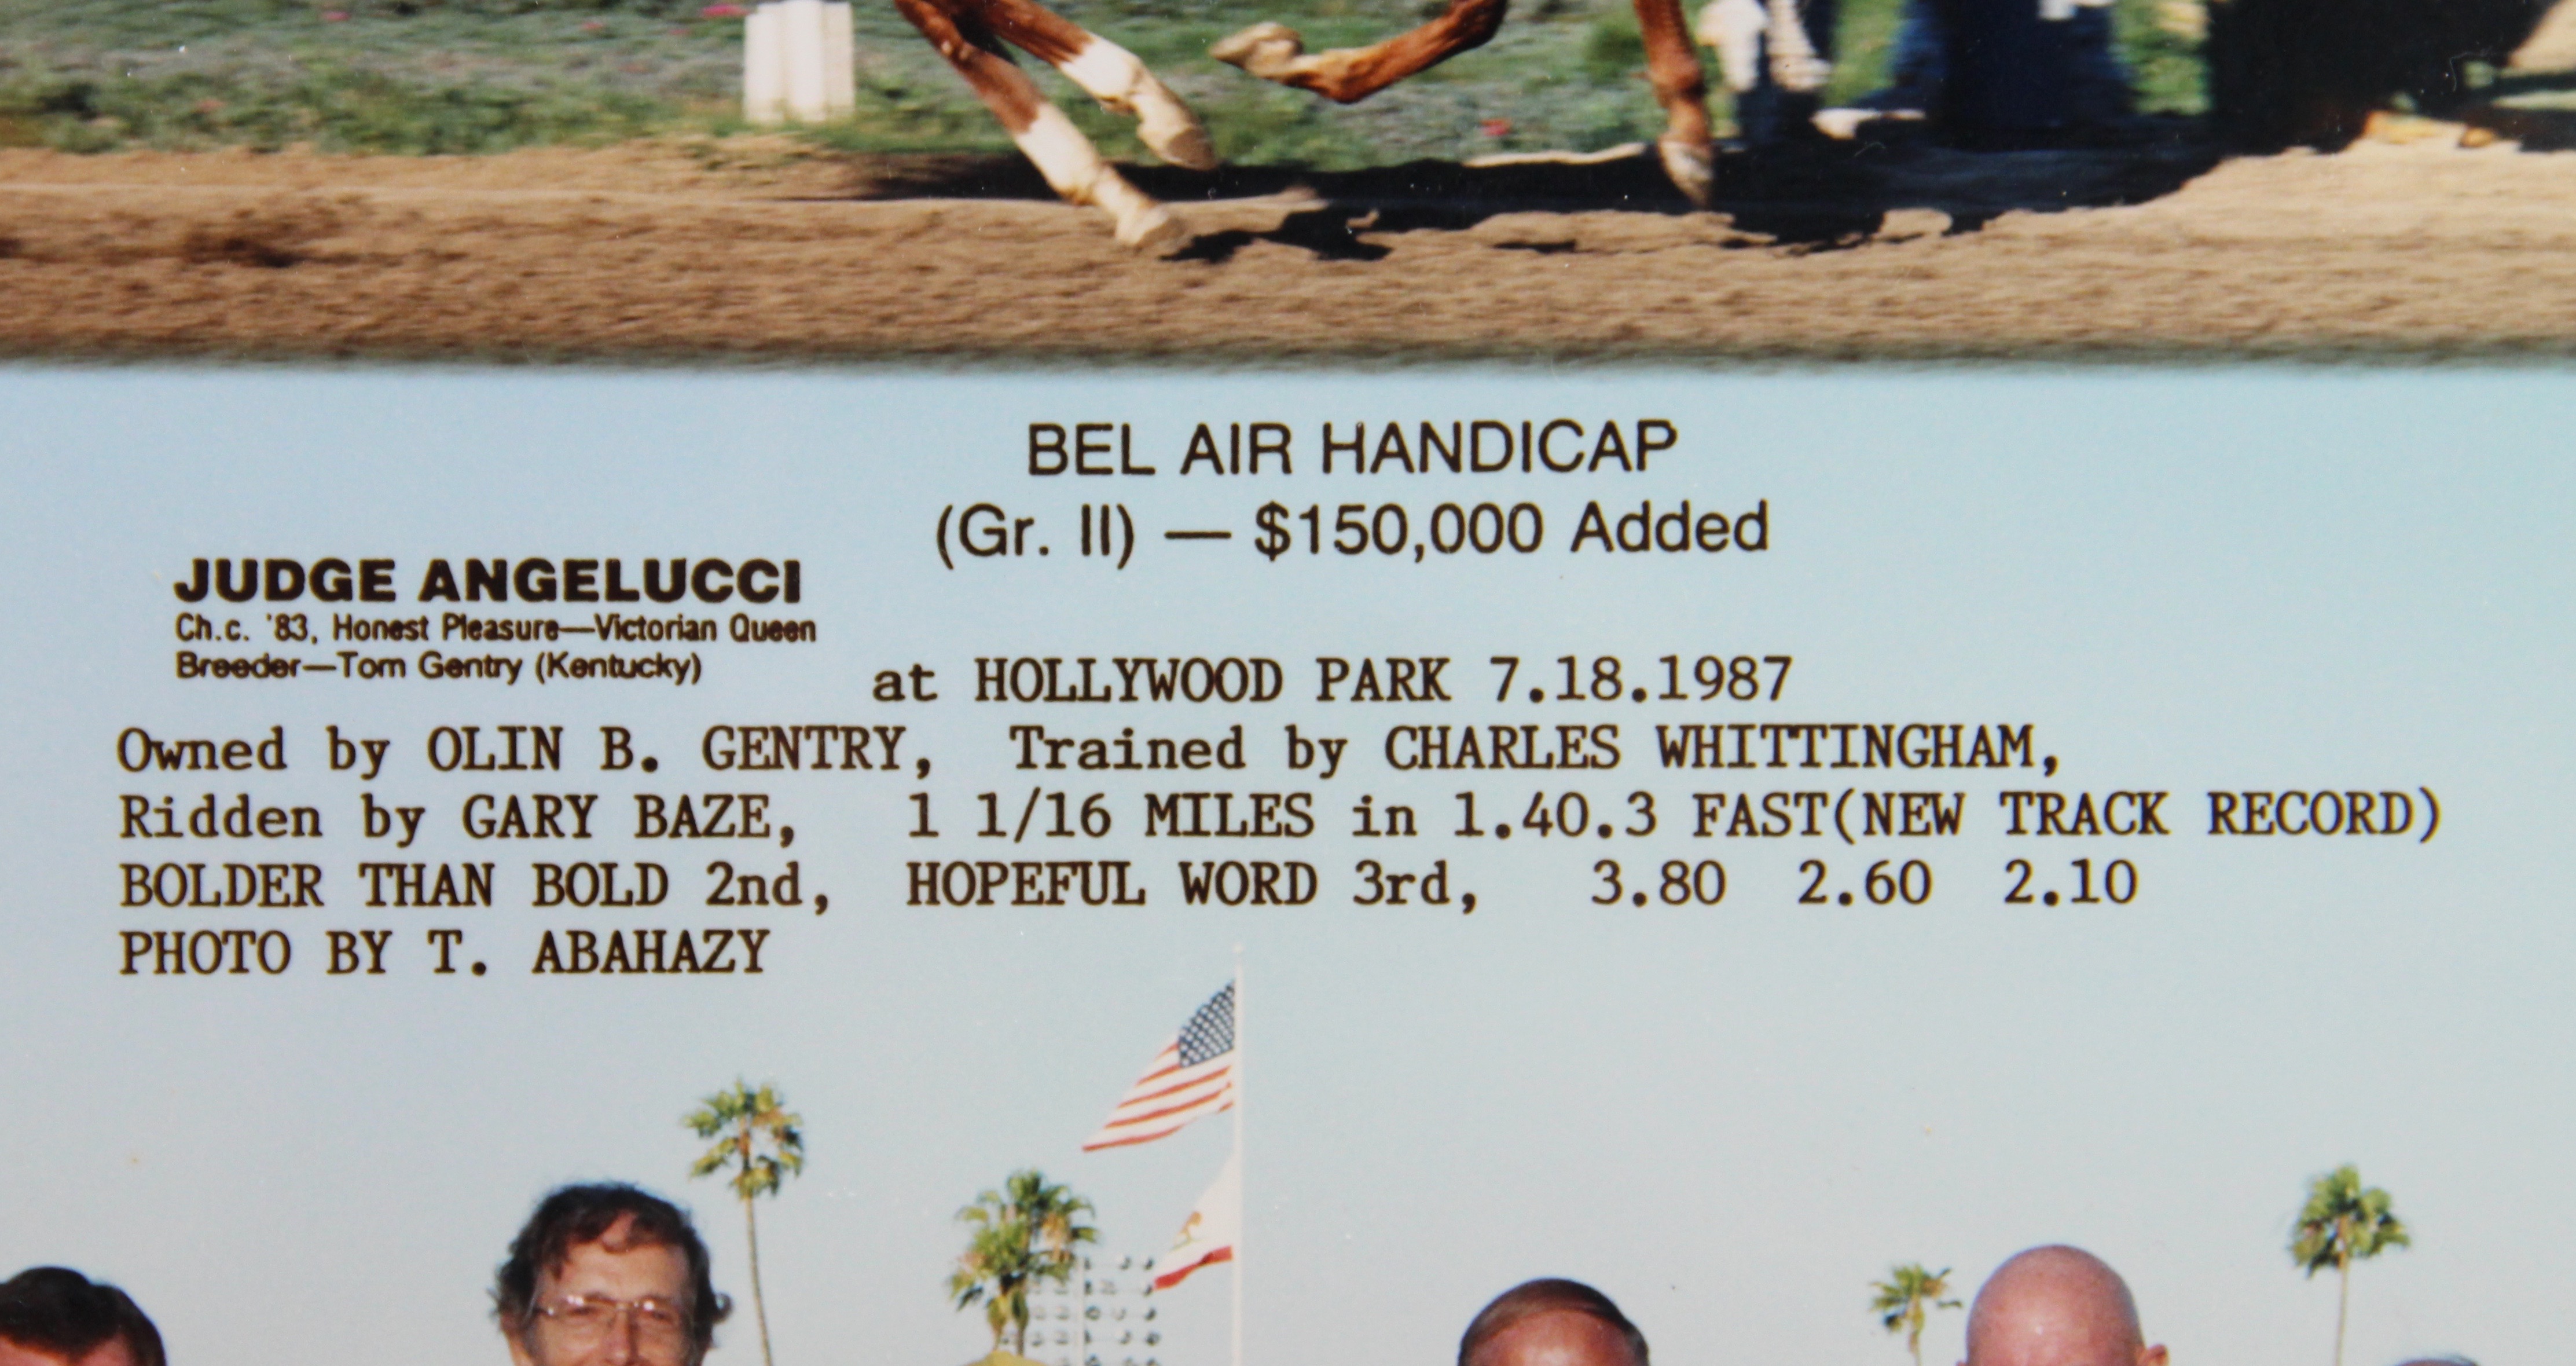 BEL AIR HANDICAP
(Gr. II) — $150,000 Added
JUDGE ANGELUCCI
Ch.c. '83, Honest Pleasure—Victorian Queen
Breeder—Tom Gentry (Kentucky)
at HOLLYWOOD PARK 7.18.1987
Owned by OLIN B. GENTRY, Trained by CHARLES WHITTINGHAM,
Ridden by GARY BAZE, 1 1/16 MILES in 1.40.3 FAST(NEW TRACK RECORD)
BOLDER THAN BOLD 2nd, HOPEFUL WORD 3rd, 3.80 2.60 2.10
PHOTO BY T. ABAHAZY